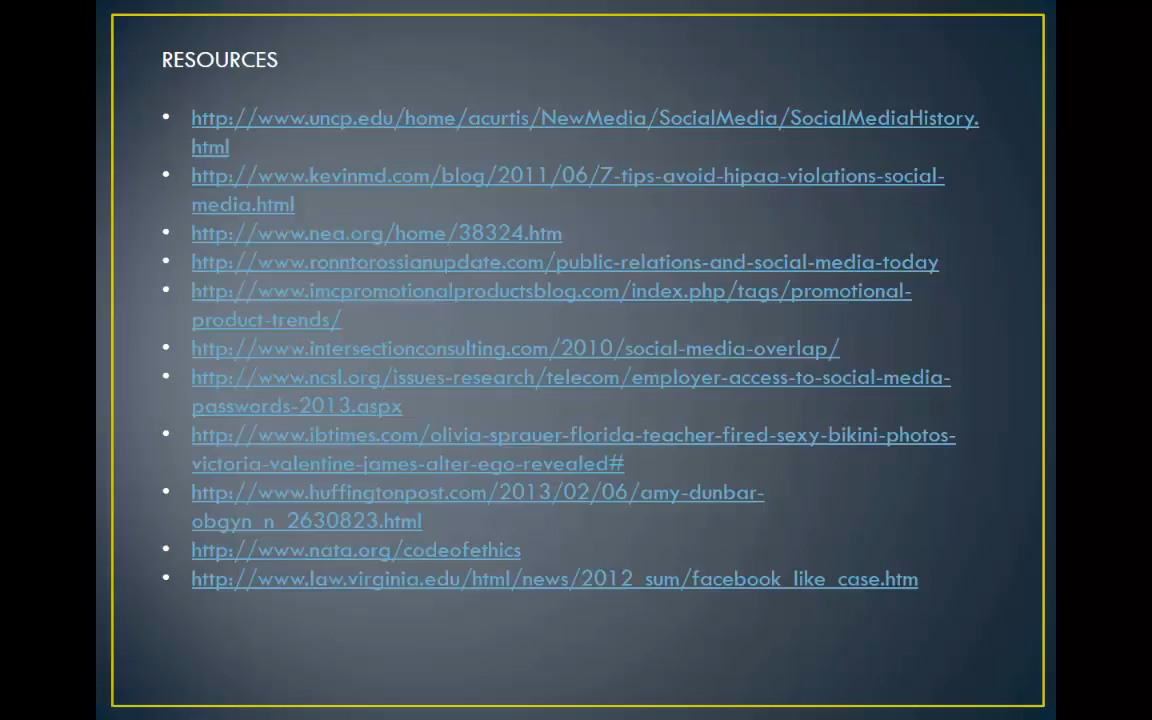 RESOURCES
• http://www.uncp.edu/home/acurtis/NewMedia/SocialMedia/SocialMediaHistory.
html
• http://www.kevinmd.com/blog/2011/06/7-tips-avoid-hipaa-violations-social-
media.html
• http://www.nea.org/home/38324.htm
• http://www.ronntorossianupdate.com/public-relations-and-social-media-today
• http://www.imcpromotionalproductsblog.com/index.php/tags/promotional-
product-trends/
• http://www.intersectionconsulting.com/2010/social-media-overlap/
• http://www.ncsl.org/issues-research/telecom/employer-access-to-social-media-
passwords-2013.aspx
• http://www.ibtimes.com/olivia-sprauer-florida-teacher-fired-sexy-bikini-photos-
victoria-valentine-james-alter-ego-revealed#
• http://www.huffingtonpost.com/2013/02/06/amy-dunbar-
obgyn_n_2630823.html
• http://www.nata.org/codeofethics
• http://www.law.virginia.edu/html/news/2012_sum/facebook_like_case.htm